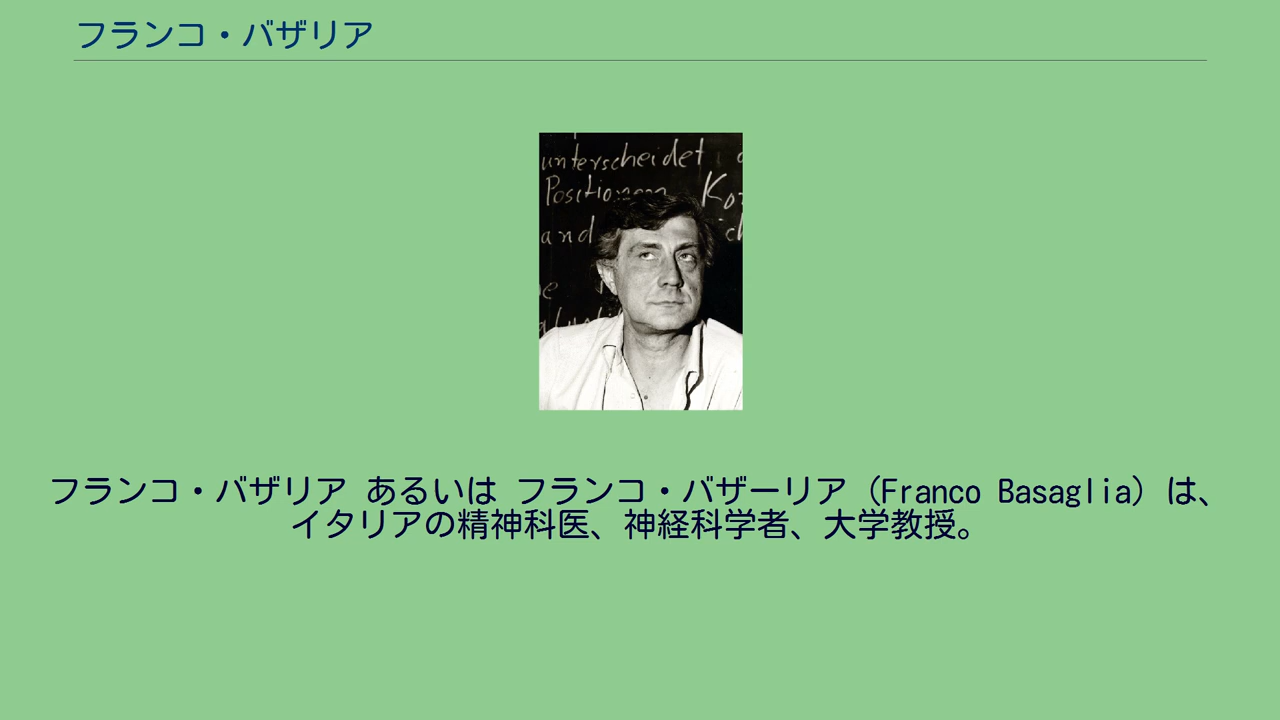 フランコ・バザリア
unterscheidet
Positionen Ko
and
フランコ・バザリア あるいは フランコ・バザーリア（Franco Basaglia）は、
イタリアの精神科医、神経科学者、大学教授。